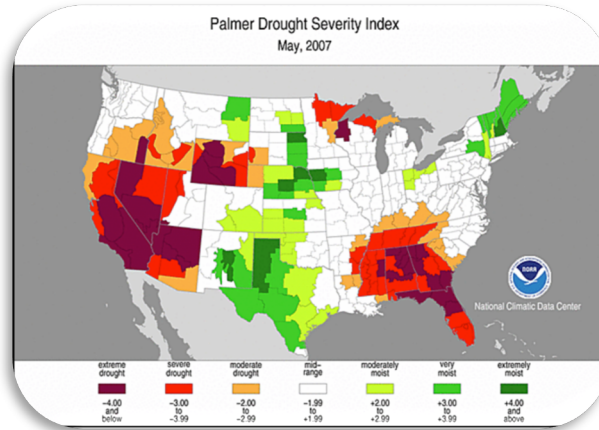 Palmer Drought Severity Index
May, 2007
NOAA
National Climatic Data Center
extreme drought
severe drought
moderate drought
mid-range
moderately moist
very moist
extremely moist
-4.00 and below
-3.00 to -3.99
-2.00 to -2.99
-1.99 to +1.99
+2.00 to +2.99
+3.00 to +3.99
+4.00 and above